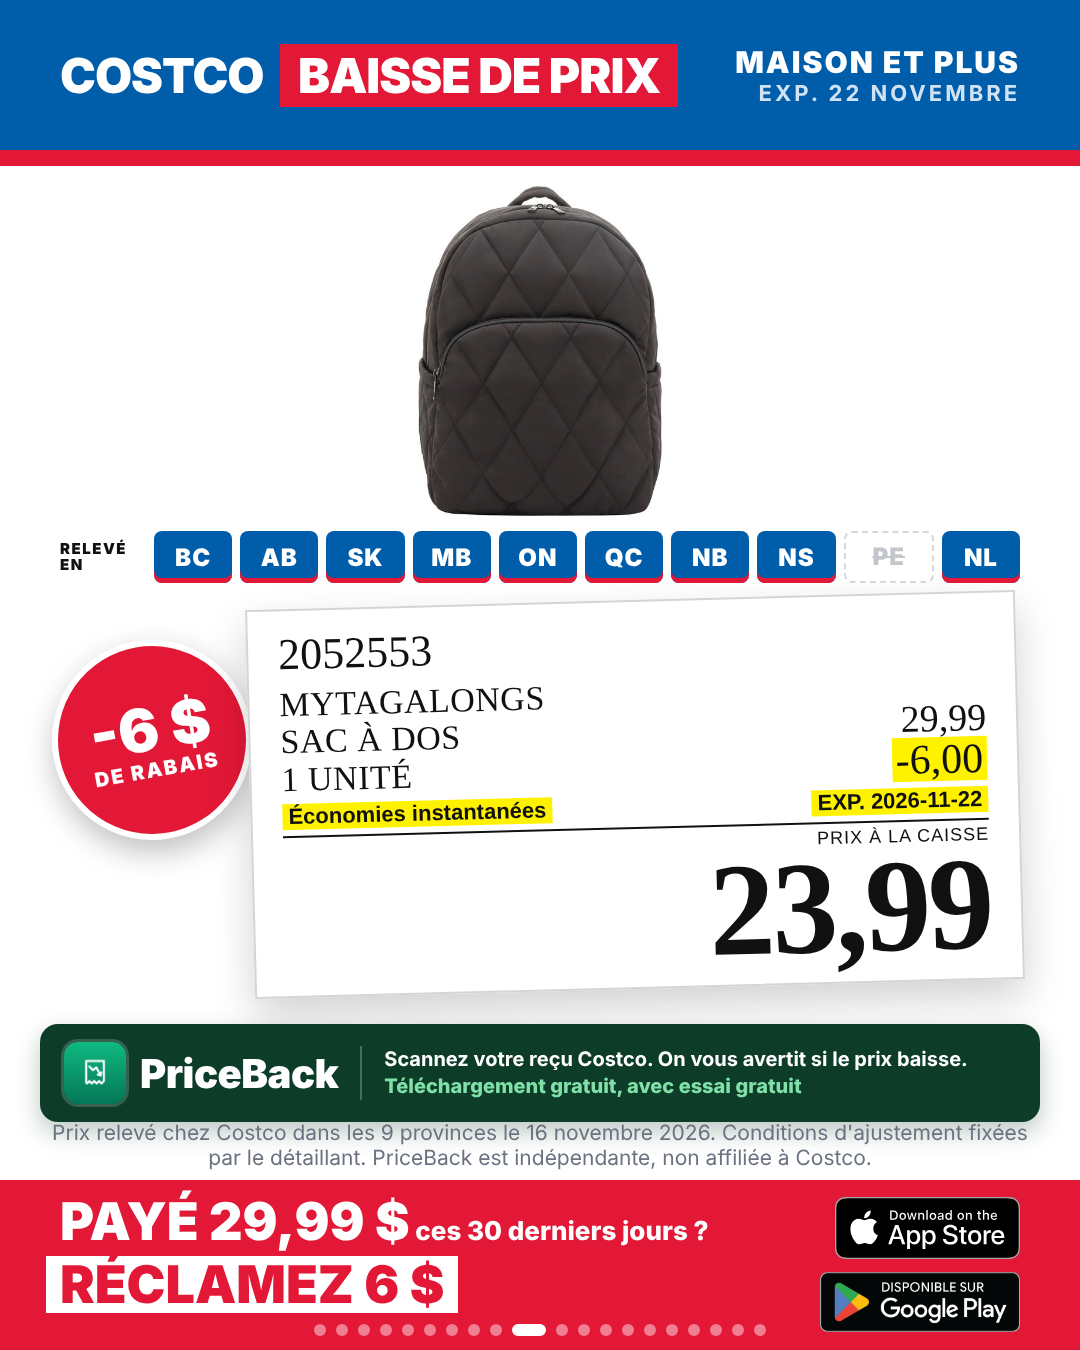 COSTCO BAISSE DE PRIX
MAISON ET PLUS
EXP. 22 NOVEMBRE
RELEVÉ EN
BC AB SK MB ON QC NB NS PE NL
-6 $
DE RABAIS
2052553
MYTAGALONGS
SAC À DOS
1 UNITÉ
29,99
-6,00
Économies instantanées
EXP. 2026-11-22
PRIX À LA CAISSE
23,99
PriceBack
Scannez votre reçu Costco. On vous avertit si le prix baisse.
Téléchargement gratuit, avec essai gratuit
Prix relevé chez Costco dans les 9 provinces le 16 novembre 2026. Conditions d'ajustement fixées
par le détaillant. PriceBack est indépendante, non affiliée à Costco.
PAYÉ 29,99 $ ces 30 derniers jours ?
RÉCLAMEZ 6 $
Download on the
App Store
DISPONIBLE SUR
Google Play